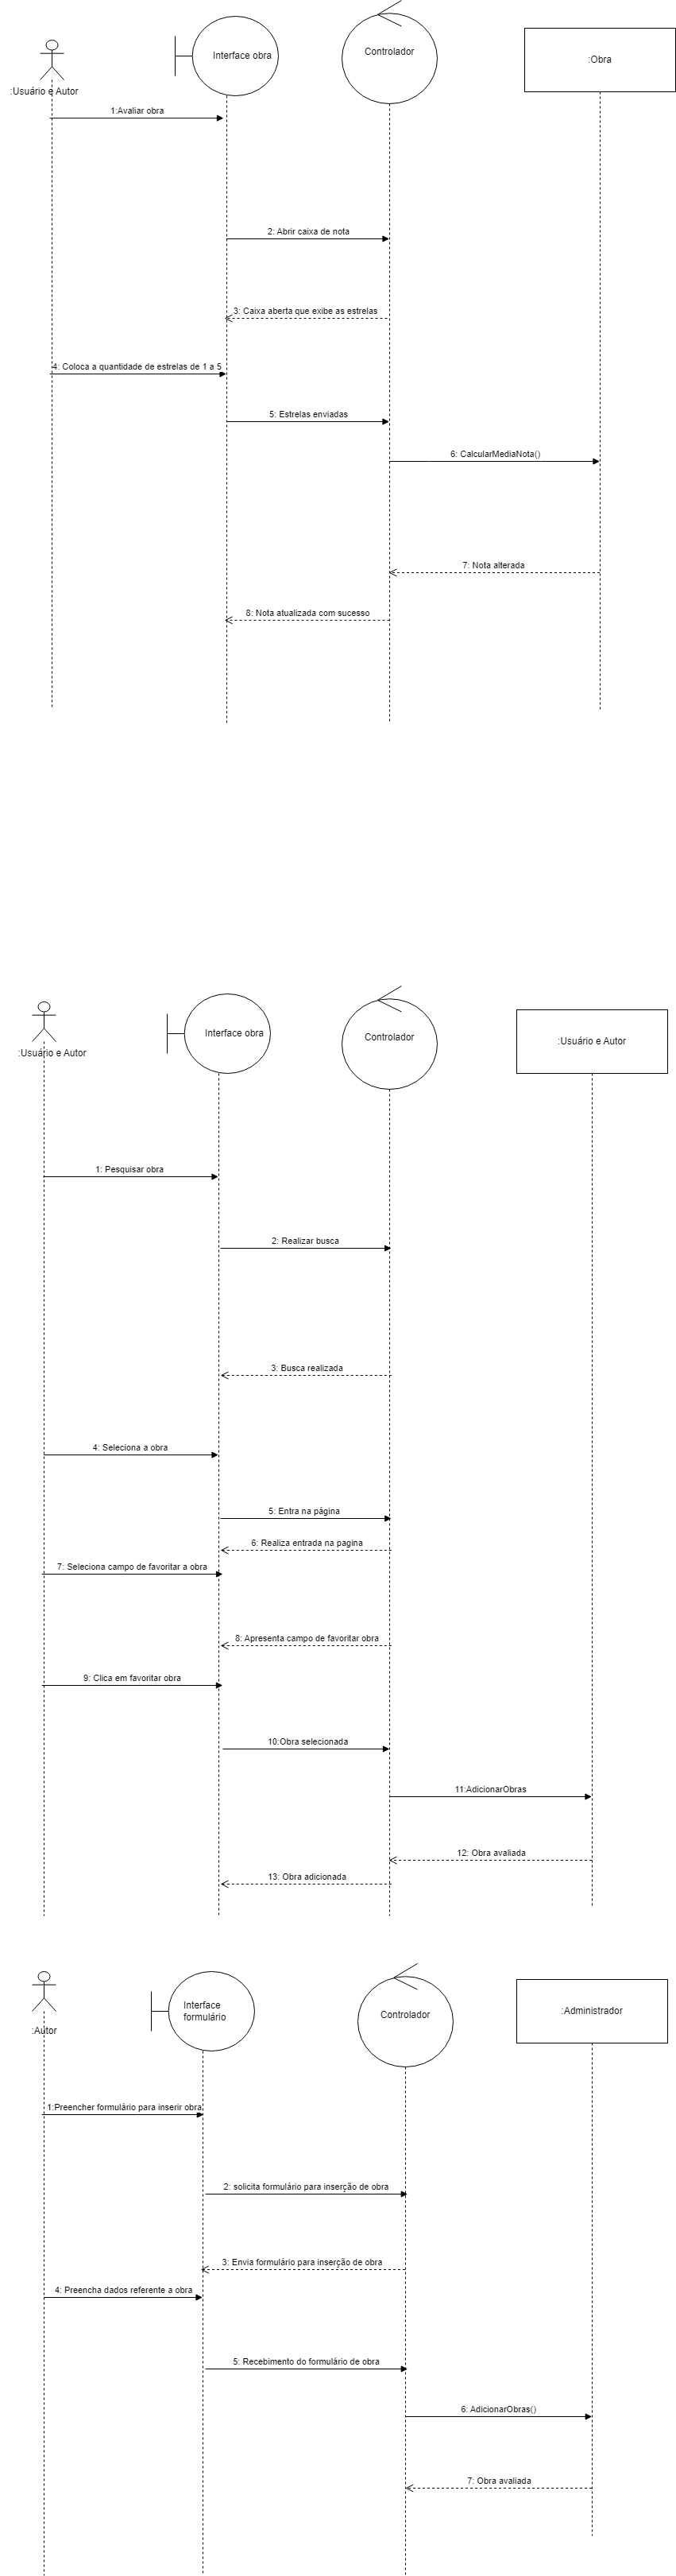 Interface obra
Controlador
:Obra
:Usuário e Autor
1:Avaliar obra
2: Abrir caixa de nota
3: Caixa aberta que exibe as estrelas
4: Coloca a quantidade de estrelas de 1 a 5
5: Estrelas enviadas
6: CalcularMediaNota()
7: Nota alterada
8: Nota atualizada com sucesso
Interface obra
Controlador
:Usuário e Autor
:Usuário e Autor
1: Pesquisar obra
2: Realizar busca
3: Busca realizada
4: Seleciona a obra
5: Entra na página
6: Realiza entrada na pagina
7: Seleciona campo de favoritar a obra
8: Apresenta campo de favoritar obra
9: Clica em favoritar obra
10:Obra selecionada
11:AdicionarObras
12: Obra avaliada
13: Obra adicionada
Interface
formulário
Controlador
:Administrador
:Autor
1:Preencher formulário para inserir obra
2: solicita formulário para inserção de obra
3: Envia formulário para inserção de obra
4: Preencha dados referente a obra
5: Recebimento do formulário de obra
6: AdicionarObras()
7: Obra avaliada